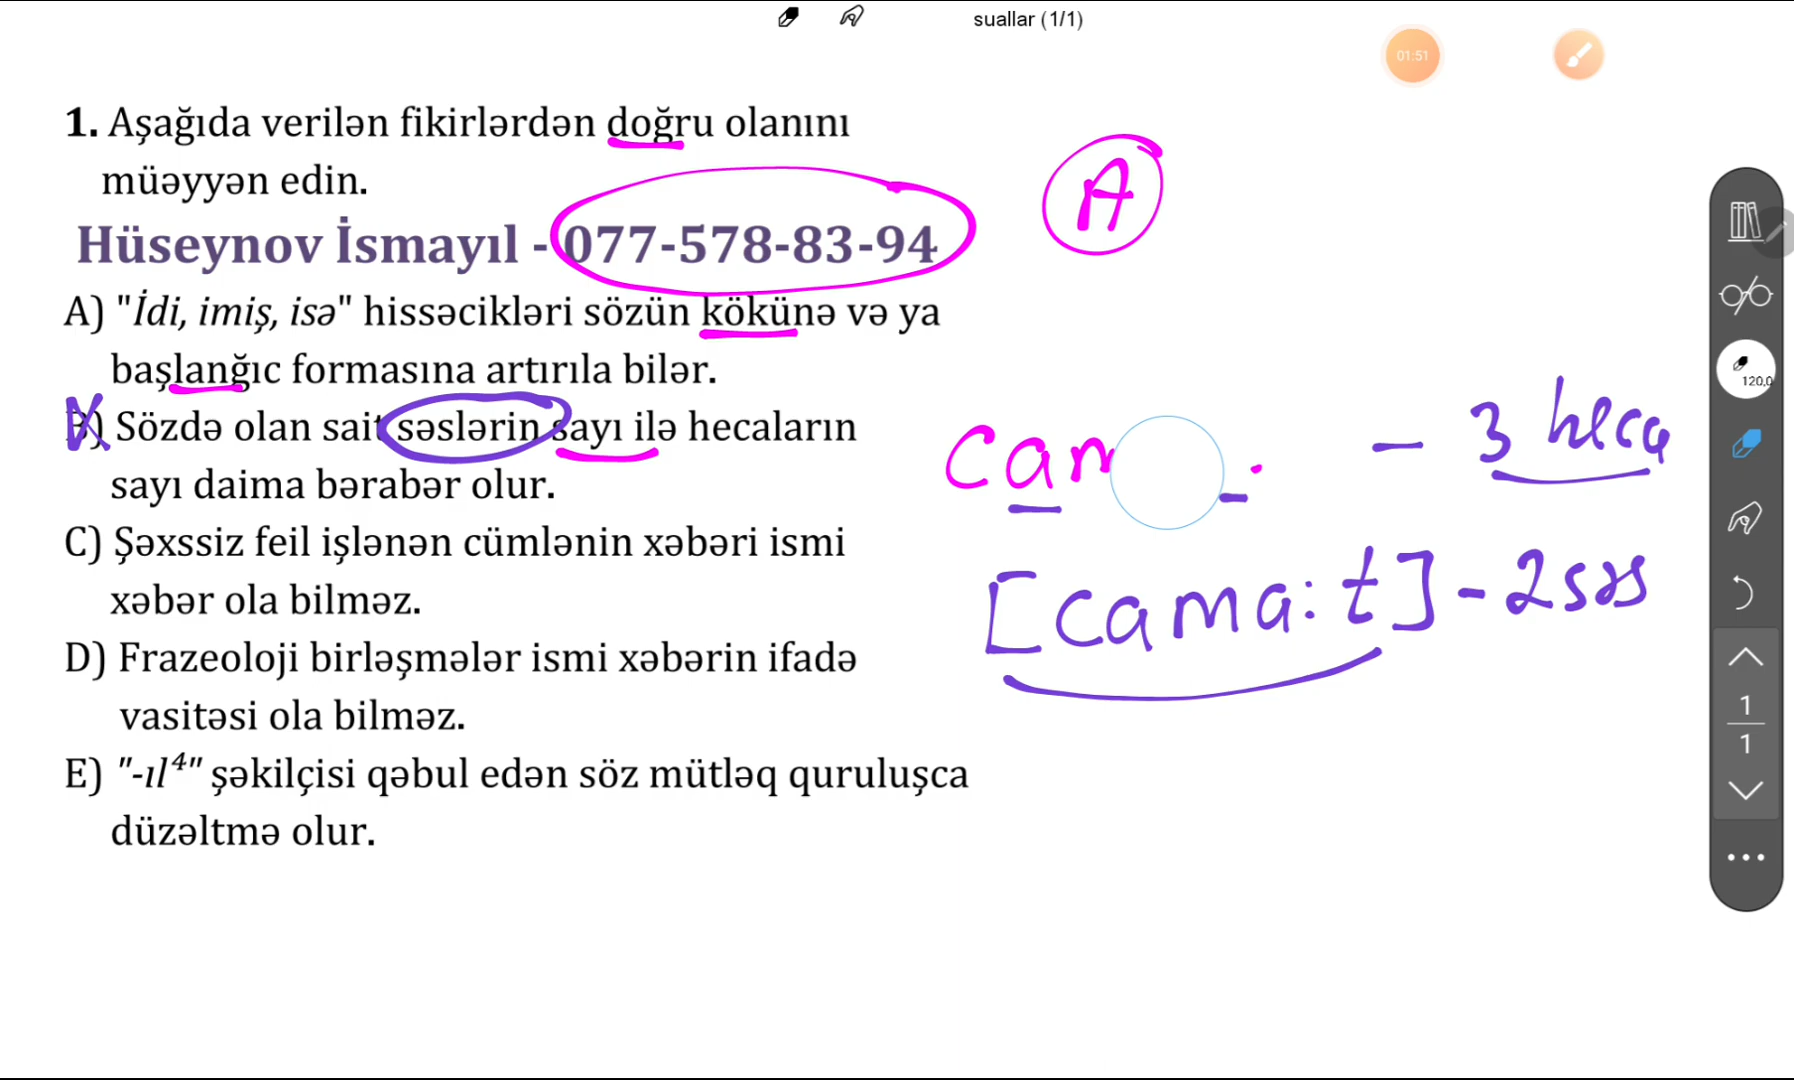 suallar (1/1)
01:51
1. Aşağıda verilən fikirlərdən doğru olanını
müəyyən edin.
A
Hüseynov İsmayıl - 077-578-83-94
A) "İdi, imiş, isə" hissəcikləri sözün kökünə və ya
başlanğıc formasına artırıla bilər.
120,0
B) Sözdə olan sait səslərin sayı ilə hecaların
- 3 heca
sayı daima bərabər olur.
C) Şəxssiz feil işlənən cümlənin xəbəri ismi
xəbər ola bilməz.
[cama:t] - 2 səs
D) Frazeoloji birləşmələr ismi xəbərin ifadə
vasitəsi ola bilməz.
1
1
E) "-ıl⁴" şəkilçisi qəbul edən söz mütləq quruluşca
düzəltmə olur.